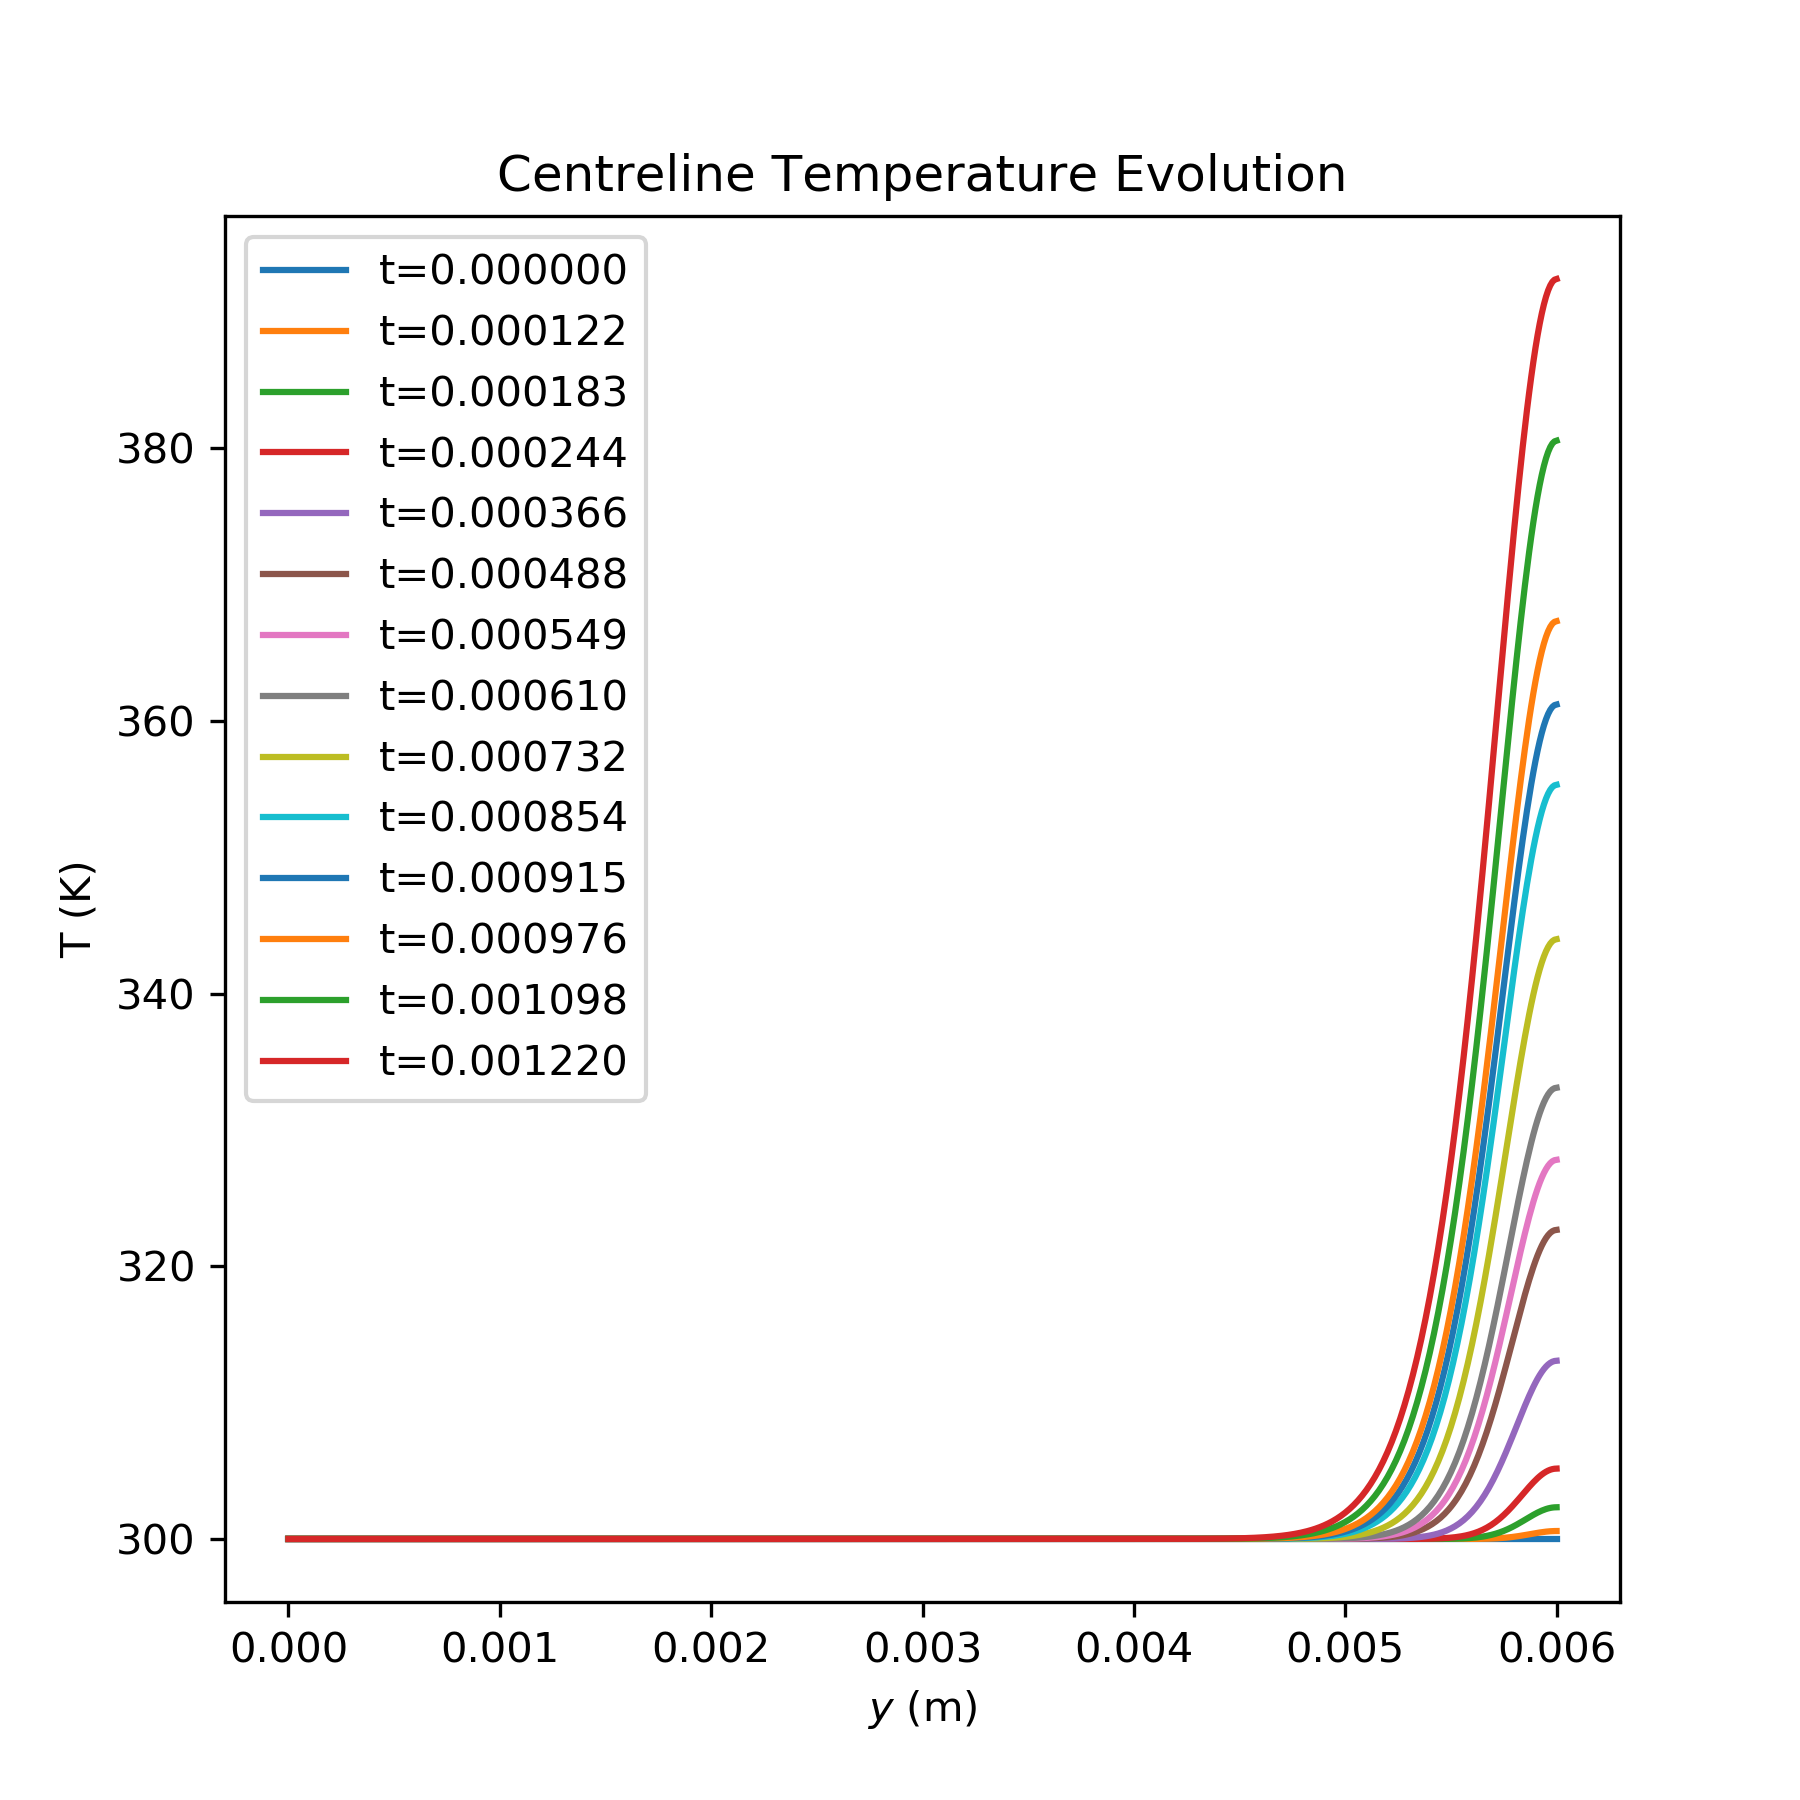 Centreline Temperature Evolution
t=0.000000
t=0.000122
t=0.000183
t=0.000244
t=0.000366
t=0.000488
t=0.000549
t=0.000610
t=0.000732
t=0.000854
t=0.000915
t=0.000976
t=0.001098
t=0.001220
380
360
340
320
300
T (K)
0.000 0.001 0.002 0.003 0.004 0.005 0.006
y (m)